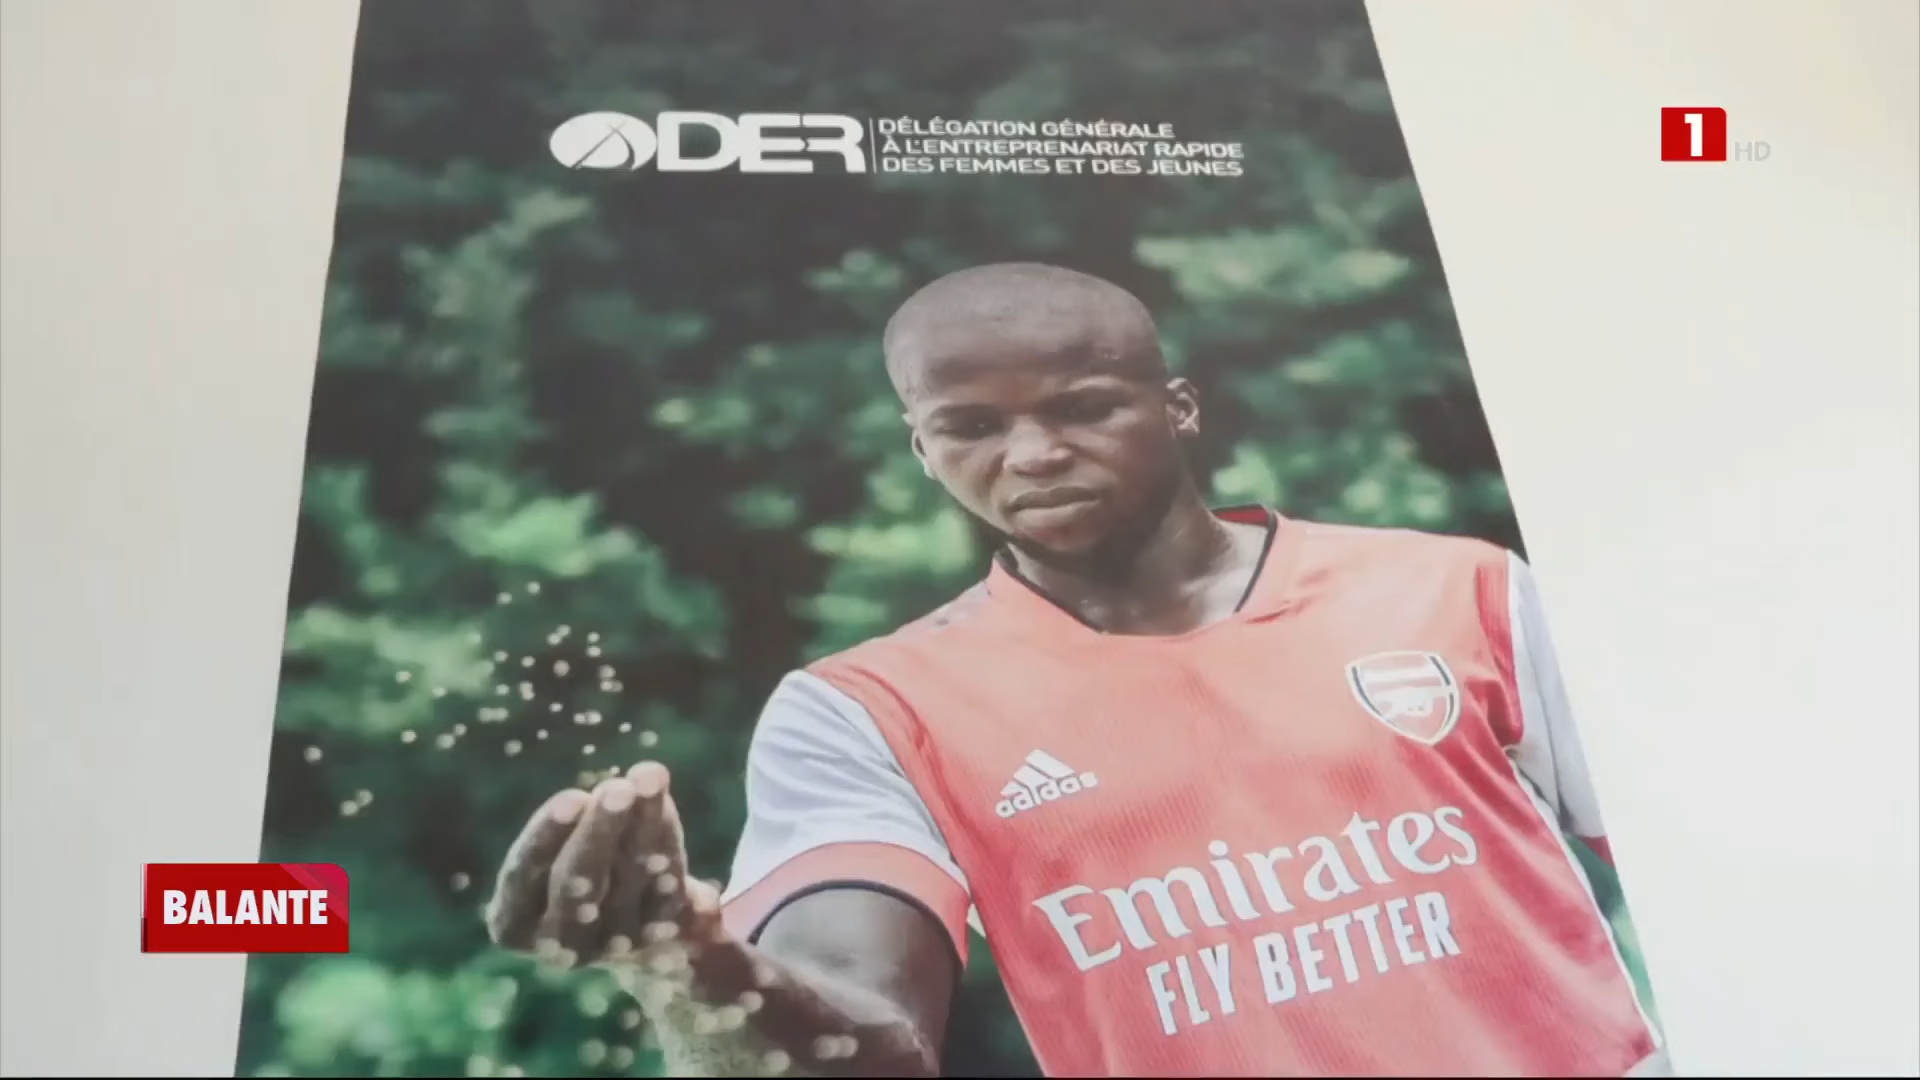 DER
DÉLÉGATION GÉNÉRALE
À L'ENTREPRENARIAT RAPIDE
DES FEMMES ET DES JEUNES
1 HD
adidas
Emirates
FLY BETTER
BALANTE